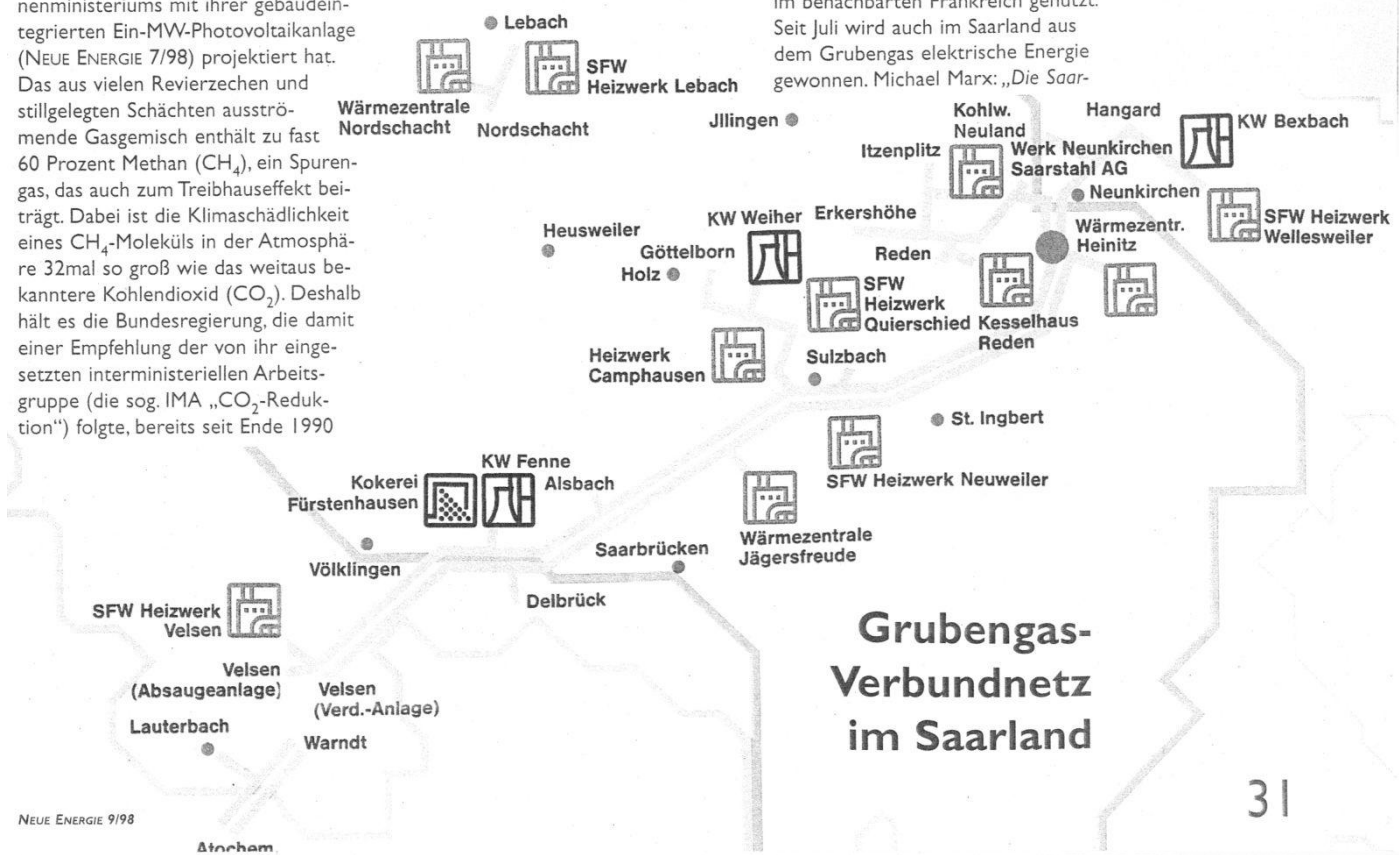 nenministeriums mit ihrer gebäudein-
tegrierten Ein-MW-Photovoltaikanlage
(NEUE ENERGIE 7/98) projektiert hat.
Das aus vielen Revierzechen und
stillgelegten Schächten ausströ-
mende Gasgemisch enthält zu fast
60 Prozent Methan (CH₄), ein Spuren-
gas, das auch zum Treibhauseffekt bei-
trägt. Dabei ist die Klimaschädlichkeit
eines CH₄-Moleküls in der Atmosphä-
re 32mal so groß wie das weitaus be-
kanntere Kohlendioxid (CO₂). Deshalb
hält es die Bundesregierung, die damit
einer Empfehlung der von ihr einge-
setzten interministeriellen Arbeits-
gruppe (die sog. IMA „CO₂-Reduk-
tion“) folgte, bereits seit Ende 1990
im benachbarten Frankreich genutzt.
Seit Juli wird auch im Saarland aus
dem Grubengas elektrische Energie
gewonnen. Michael Marx: „Die Saar-
Lebach
SFW
Heizwerk Lebach
Wärmezentrale
Nordschacht
Nordschacht
Jllingen
Kohlw.
Neuland
Hangard
KW Bexbach
Itzenplitz
Werk Neunkirchen
Saarstahl AG
Neunkirchen
SFW Heizwerk
Wellesweiler
Wärmezentr.
Heinitz
Heusweiler
KW Weiher
Erkershöhe
Göttelborn
Holz
Reden
SFW
Heizwerk
Quierschied
Kesselhaus
Reden
Heizwerk
Camphausen
Sulzbach
St. Ingbert
SFW Heizwerk Neuweiler
KW Fenne
Kokerei
Fürstenhausen
Alsbach
Wärmezentrale
Jägersfreude
Saarbrücken
Völklingen
Delbrück
SFW Heizwerk
Velsen
Velsen
(Absaugeanlage)
Velsen
(Verd.-Anlage)
Lauterbach
Warndt
Grubengas-
Verbundnetz
im Saarland
NEUE ENERGIE 9/98
31
Atochem.